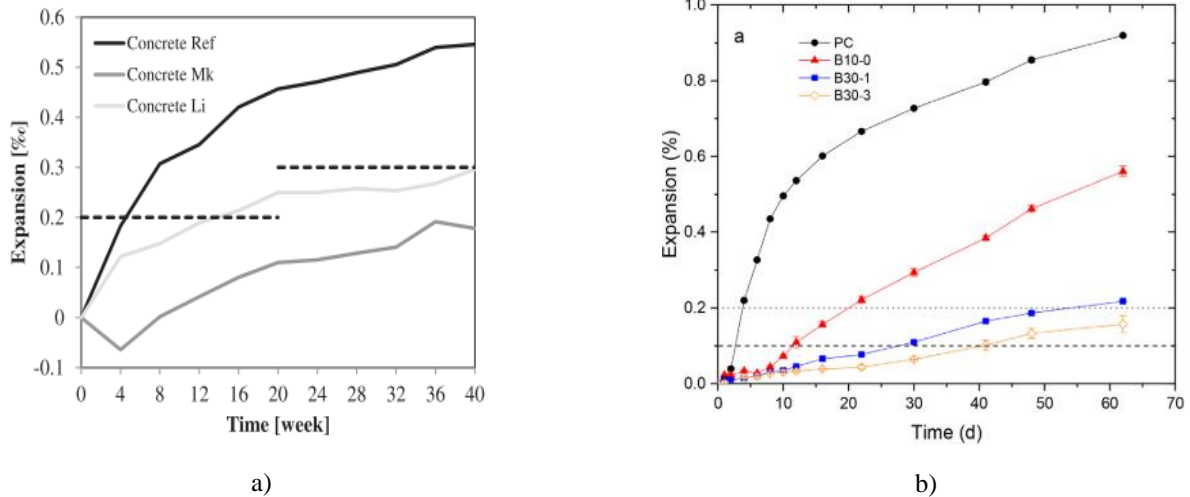 0.6
0.5
0.4
0.3
0.2
0.1
0
-0.1
Expansion [‰]
Concrete Ref
Concrete Mk
Concrete Li
0 4 8 12 16 20 24 28 32 36 40
Time [week]
a)
1.0
0.8
0.6
0.4
0.2
0.0
Expansion (%)
a
PC
B10-0
B30-1
B30-3
0 10 20 30 40 50 60 70
Time (d)
b)